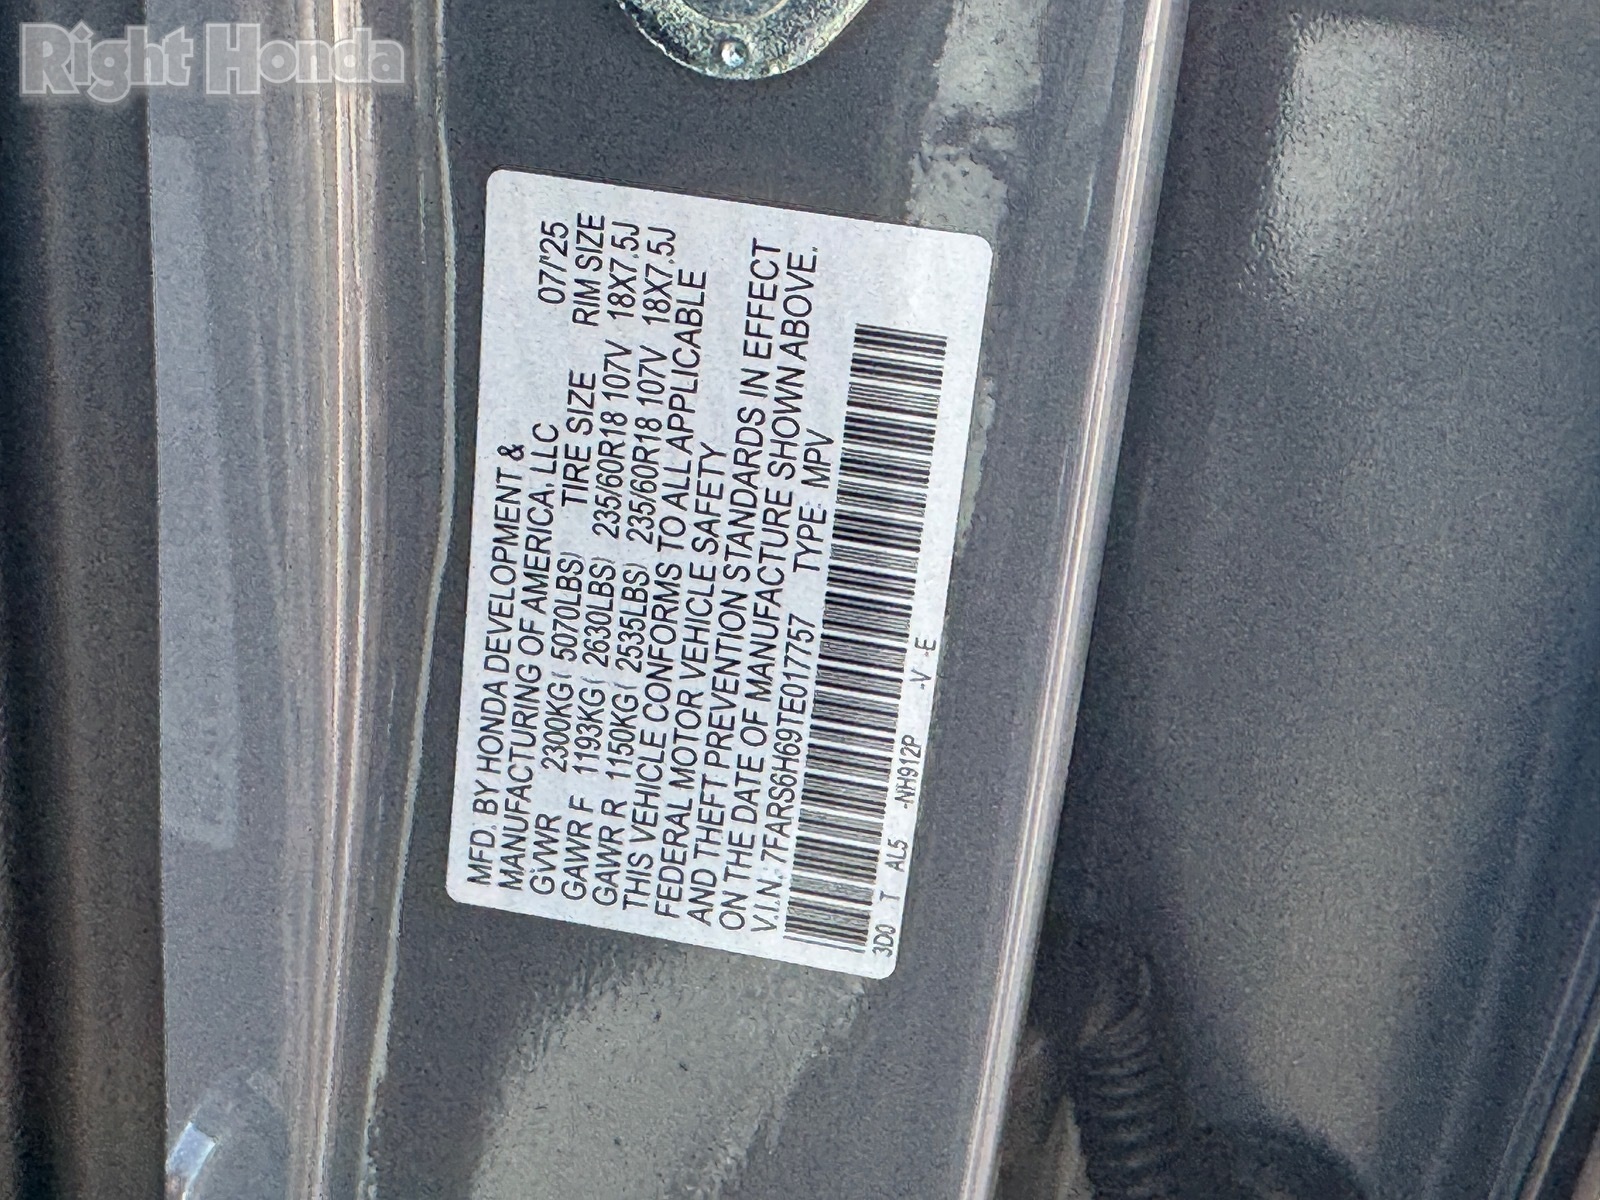 Right Honda
MFD. BY HONDA DEVELOPMENT &
MANUFACTURING OF AMERICA, LLC 07/'25
GVWR 2300KG( 5070LBS) TIRE SIZE RIM SIZE
GAWR F 1193KG( 2630LBS) 235/60R18 107V 18X7.5J
GAWR R 1150KG( 2535LBS) 235/60R18 107V 18X7.5J
THIS VEHICLE CONFORMS TO ALL APPLICABLE
FEDERAL MOTOR VEHICLE SAFETY
AND THEFT PREVENTION STANDARDS IN EFFECT
ON THE DATE OF MANUFACTURE SHOWN ABOVE.
V.I.N. 7FARS6H69TE017757 TYPE: MPV
3D0 T AL5 -NH912P -V -E